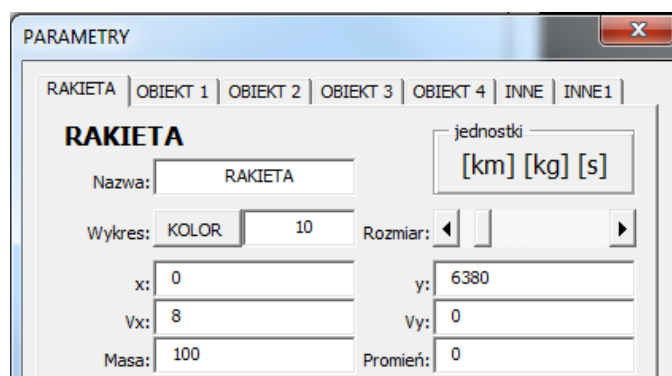 PARAMETRY
x
RAKIETA OBIEKT 1 OBIEKT 2 OBIEKT 3 OBIEKT 4 INNE INNE1
RAKIETA
jednostki
[km] [kg] [s]
Nazwa: RAKIETA
Wykres: KOLOR 10 Rozmiar:
x: 0 y: 6380
Vx: 8 Vy: 0
Masa: 100 Promień: 0